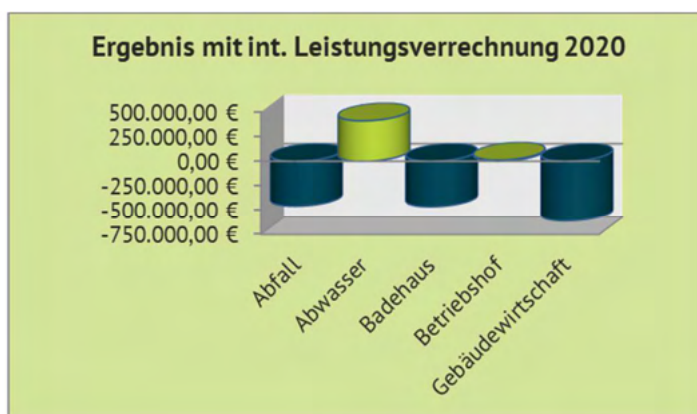 Ergebnis mit int. Leistungsverrechnung 2020
500.000,00 €
250.000,00 €
0,00 €
-250.000,00 €
-500.000,00 €
-750.000,00 €
Abfall
Abwasser
Badehaus
Betriebshof
Gebäudewirtschaft